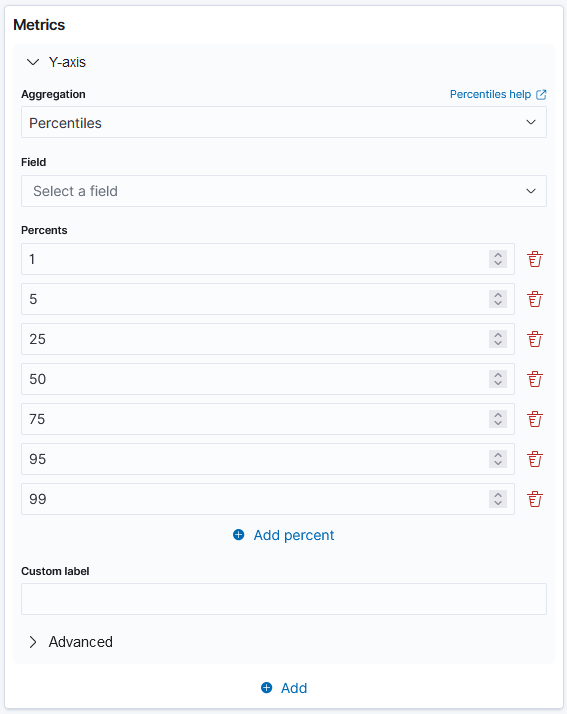 Metrics
Y-axis
Aggregation Percentiles help
Percentiles
Field
Select a field
Percents
1
5
25
50
75
95
99
Add percent
Custom label
Advanced
Add